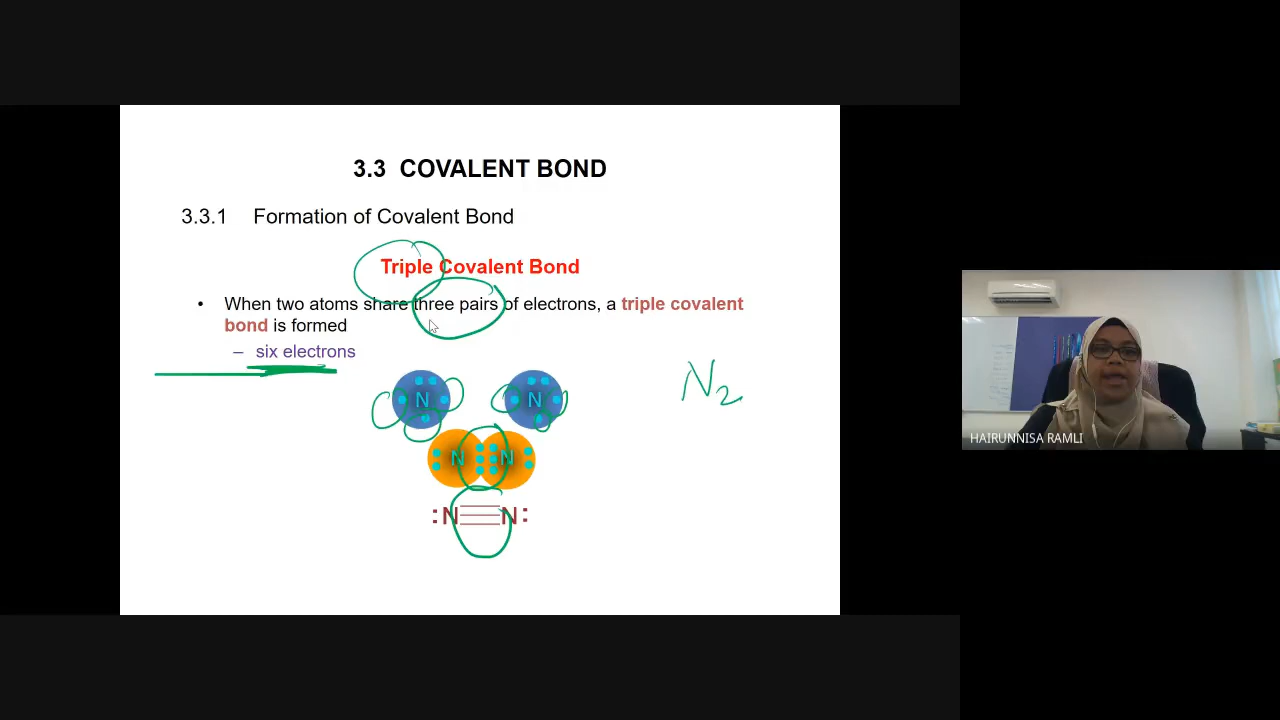 3.3 COVALENT BOND
3.3.1 Formation of Covalent Bond
Triple Covalent Bond
• When two atoms share three pairs of electrons, a triple covalent
bond is formed
– six electrons
N₂
N N
N N
:N≡N:
HAIRUNNISA RAMLI